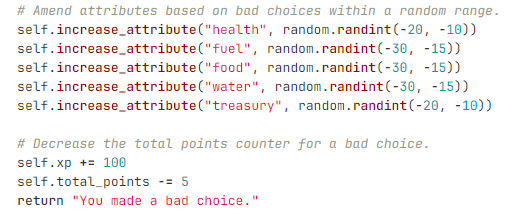 # Amend attributes based on bad choices within a random range.
self.increase_attribute("health", random.randint(-20, -10))
self.increase_attribute("fuel", random.randint(-30, -15))
self.increase_attribute("food", random.randint(-30, -15))
self.increase_attribute("water", random.randint(-30, -15))
self.increase_attribute("treasury", random.randint(-20, -10))

# Decrease the total points counter for a bad choice.
self.xp += 100
self.total_points -= 5
return "You made a bad choice."